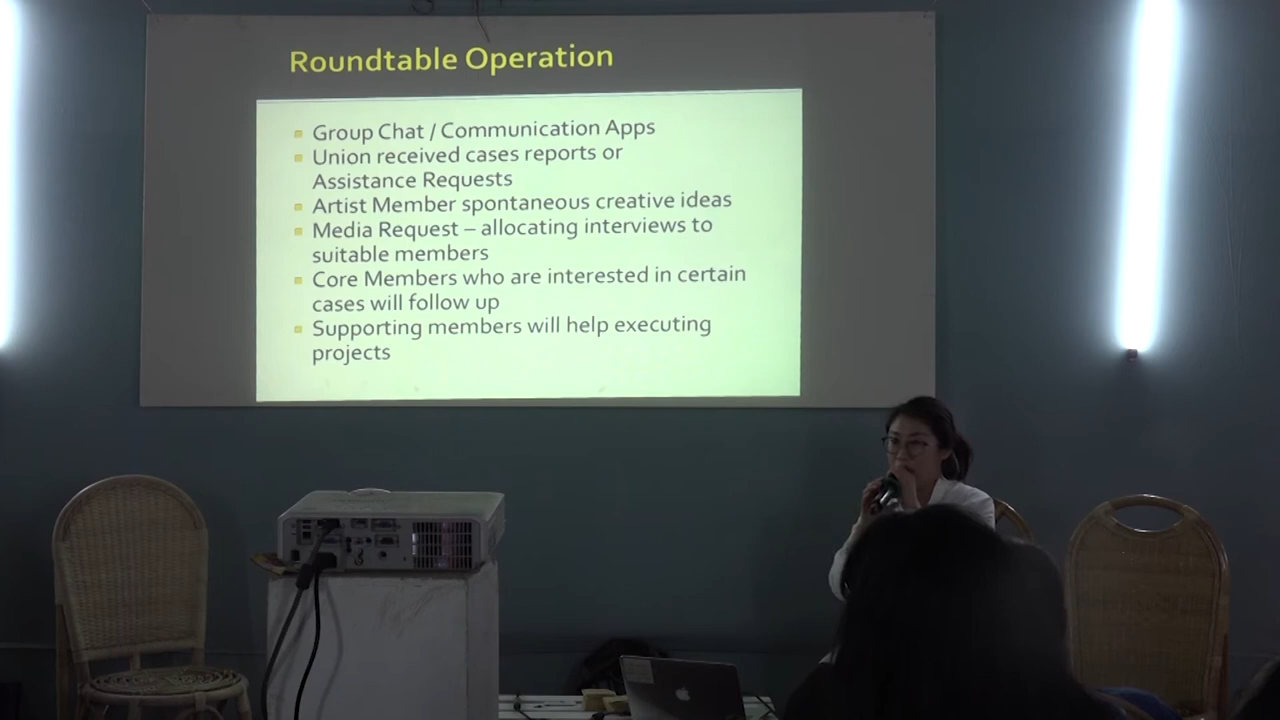 Roundtable Operation
Group Chat / Communication Apps
Union received cases reports or
Assistance Requests
Artist Member spontaneous creative ideas
Media Request – allocating interviews to
suitable members
Core Members who are interested in certain
cases will follow up
Supporting members will help executing
projects